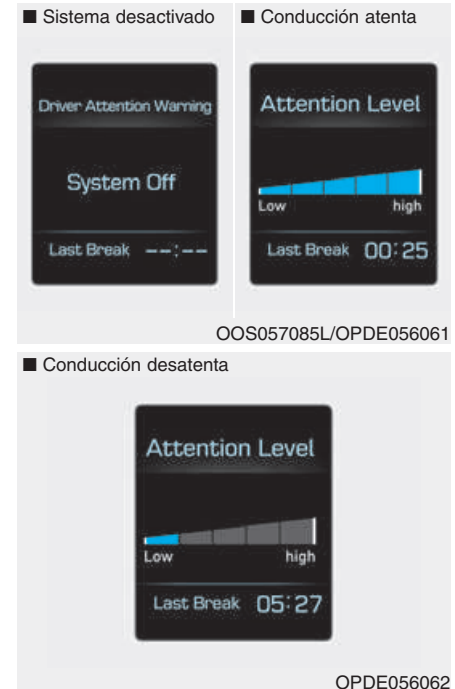 ■ Sistema desactivado
Driver Attention Warning
System Off
Last Break --:--
■ Conducción atenta
Attention Level
Low high
Last Break 00:25
OOS057085L/OPDE056061
■ Conducción desatenta
Attention Level
Low high
Last Break 05:27
OPDE056062